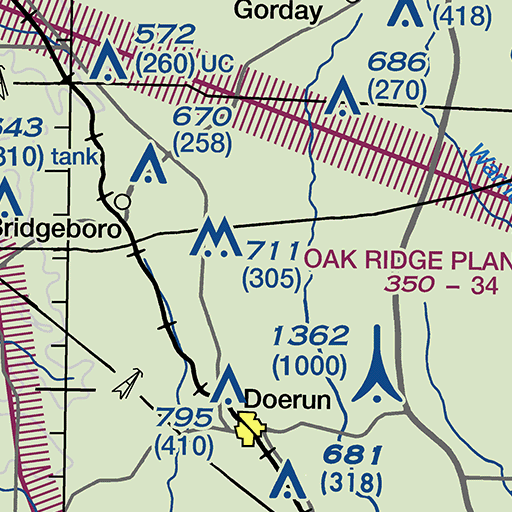 Gorday
(418)
572
(260) UC
686
(270)
670
(258)
643
310) tank
Bridgeboro
711
(305)
OAK RIDGE PLAN
350 – 34
1362
(1000)
Doerun
795
(410)
681
(318)